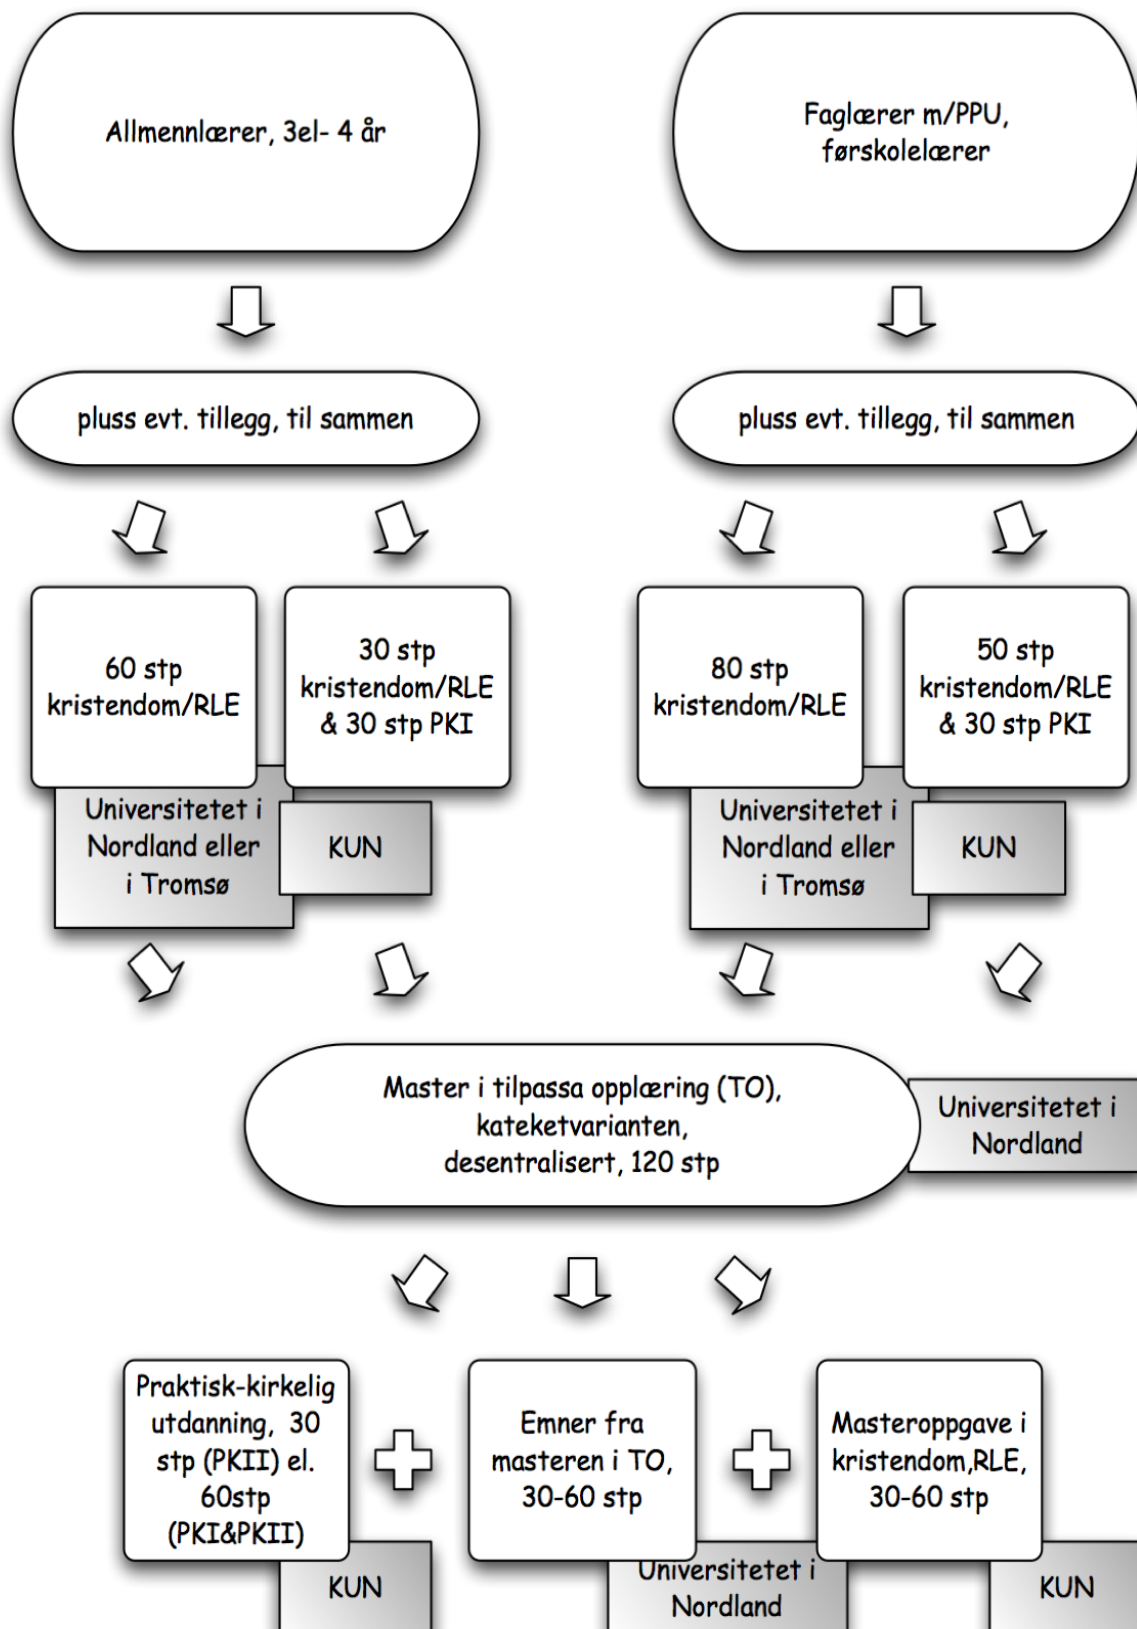 Allmennlærer, 3el- 4 år
Faglærer m/PPU,
førskolelærer
pluss evt. tillegg, til sammen
pluss evt. tillegg, til sammen
60 stp
kristendom/RLE
30 stp
kristendom/RLE
& 30 stp PKI
80 stp
kristendom/RLE
50 stp
kristendom/RLE
& 30 stp PKI
Universitetet i
Nordland eller
i Tromsø
KUN
Universitetet i
Nordland eller
i Tromsø
KUN
Master i tilpassa opplæring (TO),
kateketvarianten,
desentralisert, 120 stp
Universitetet i
Nordland
Praktisk-kirkelig
utdanning, 30
stp (PKII) el.
60stp
(PKI&PKII)
Emner fra
masteren i TO,
30-60 stp
Masteroppgave i
kristendom,RLE,
30-60 stp
KUN
Universitetet i
Nordland
KUN